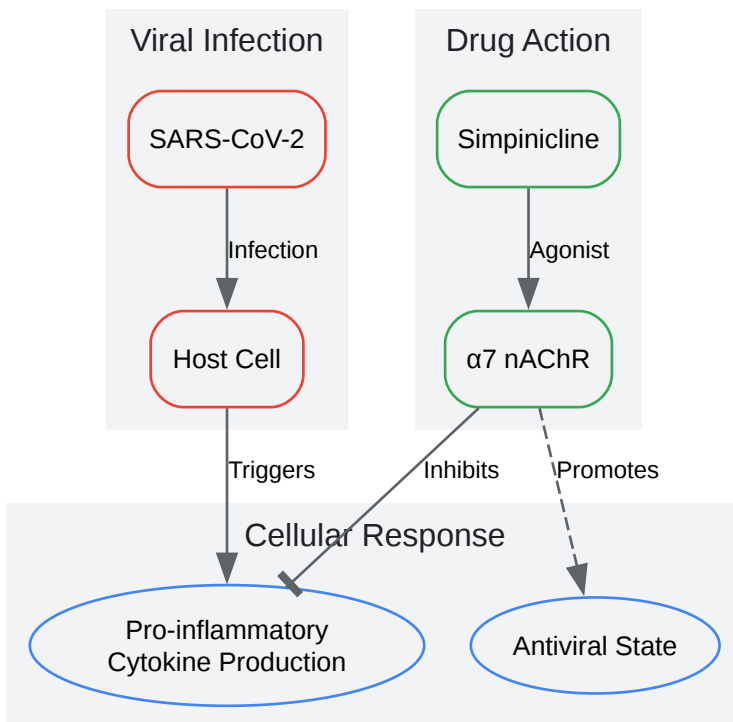 Viral Infection
Drug Action
SARS-CoV-2
Simpinicline
Infection
Agonist
Host Cell
α7 nAChR
Triggers
Inhibits
Promotes
Cellular Response
Pro-inflammatory
Cytokine Production
Antiviral State